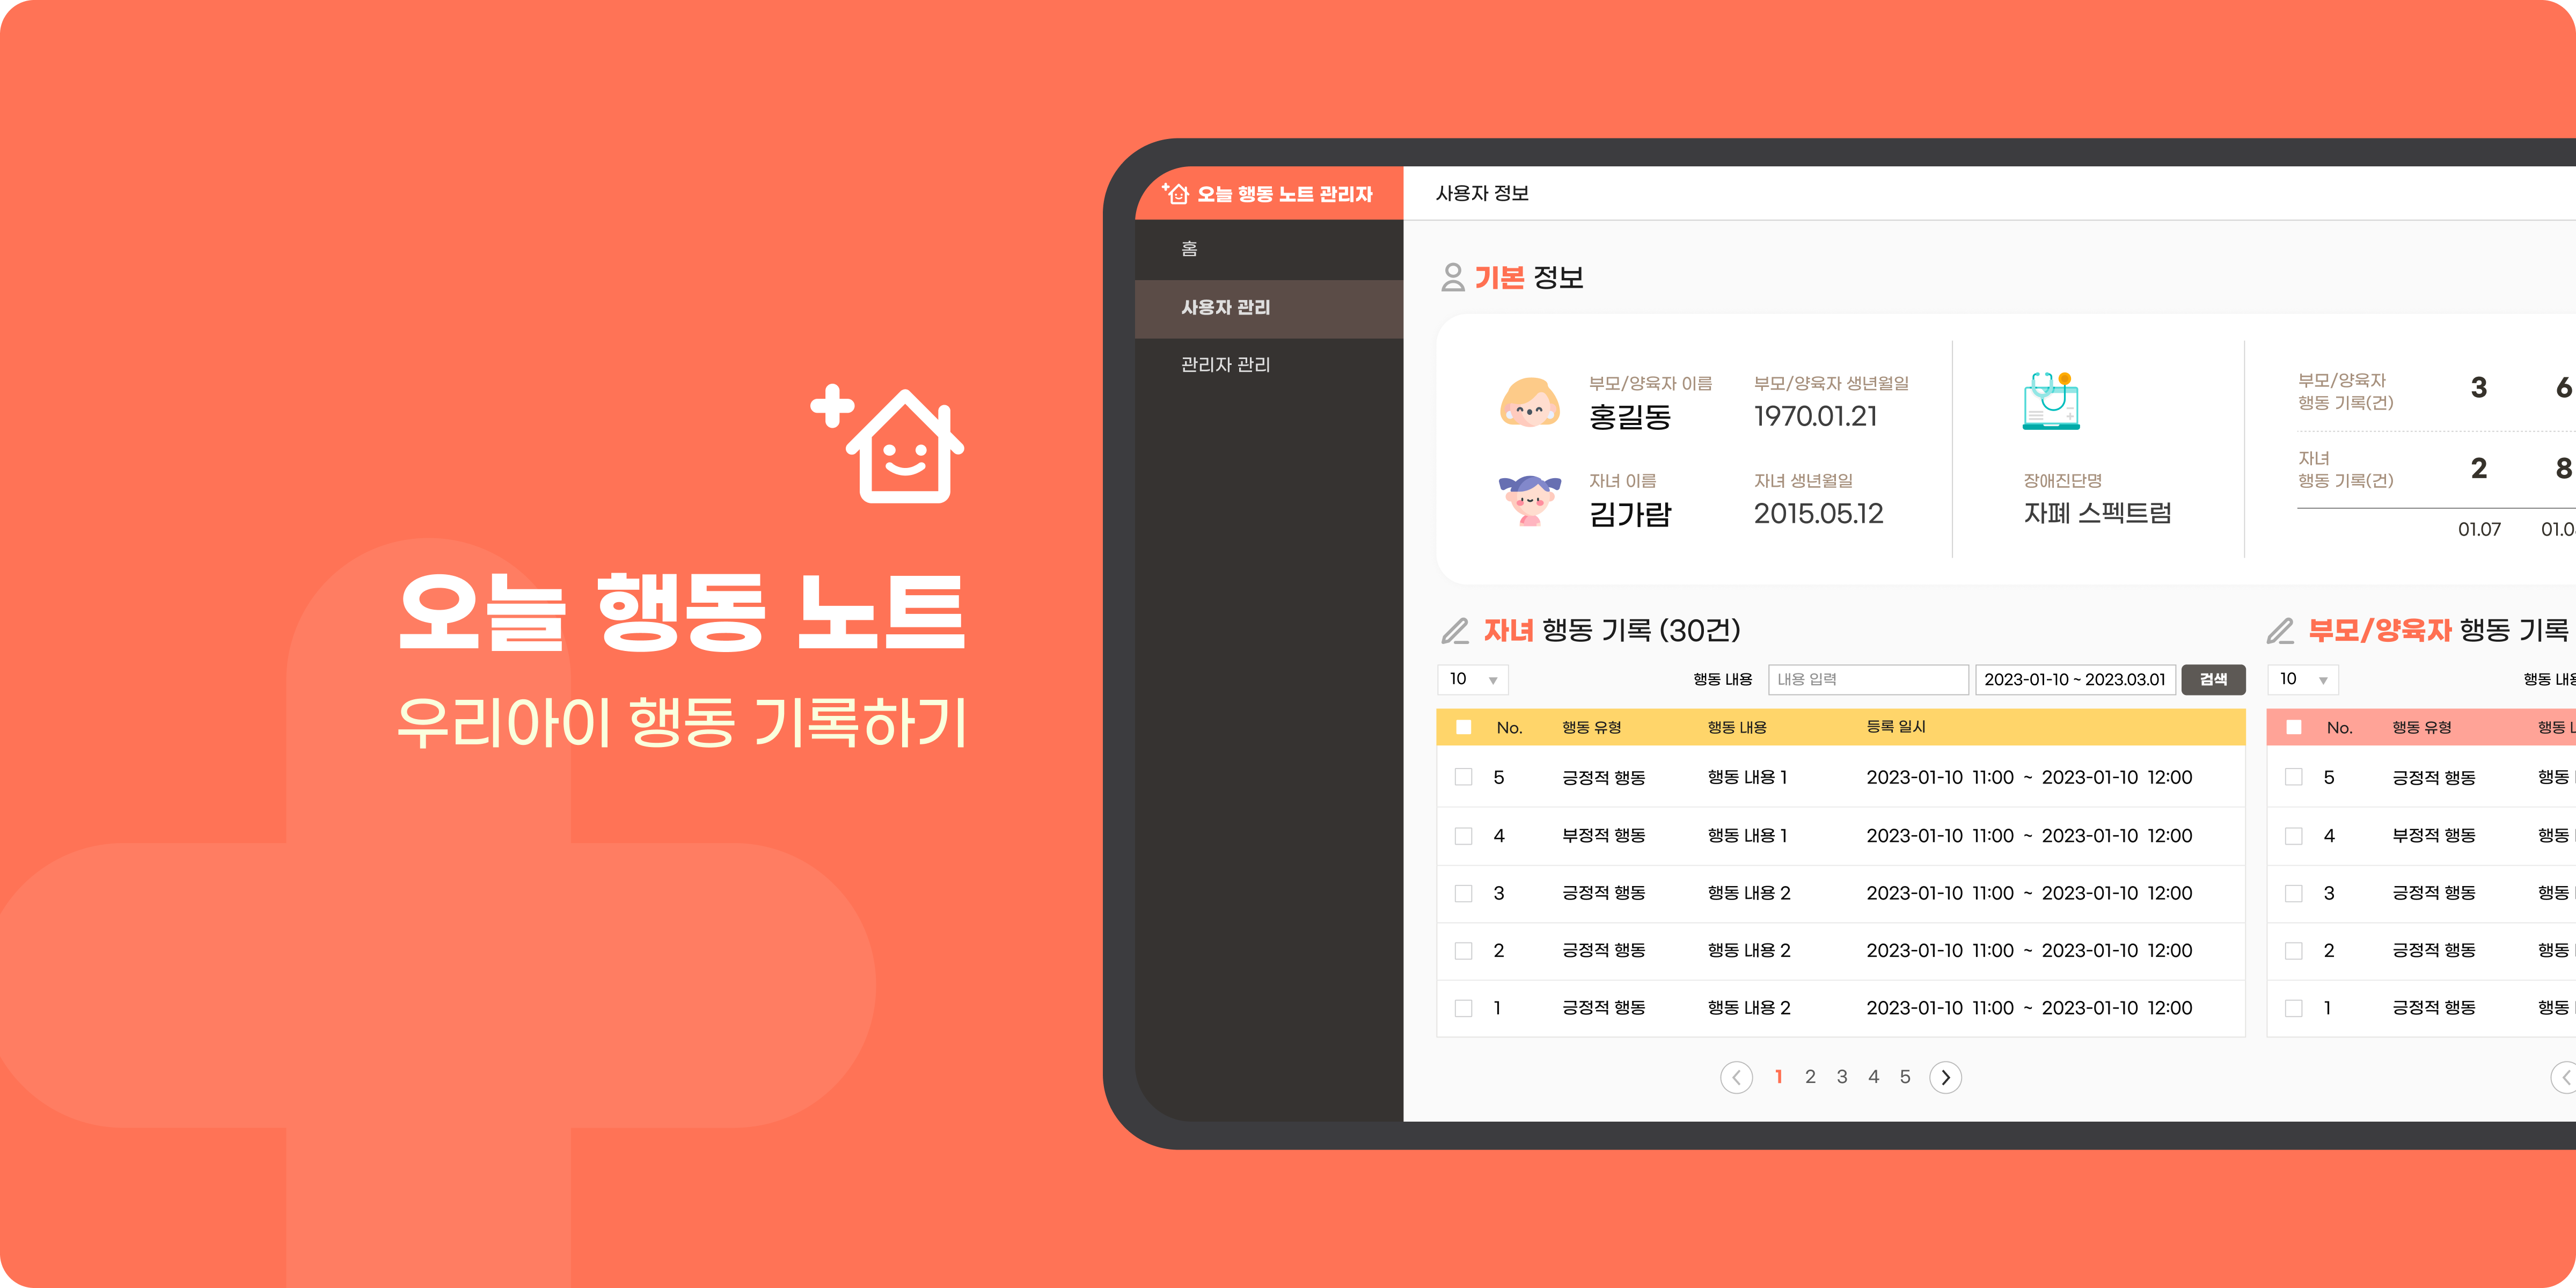 오늘 행동 노트
우리아이 행동 기록하기
오늘 행동 노트 관리자
홈
사용자 관리
관리자 관리
사용자 정보
기본 정보
부모/양육자 이름
홍길동
부모/양육자 생년월일
1970.01.21
자녀 이름
김가람
자녀 생년월일
2015.05.12
장애진단명
자폐 스펙트럼
부모/양육자
행동 기록(건)
3 6
자녀
행동 기록(건)
2 8
01.07 01.0
자녀 행동 기록 (30건)
10 행동 내용 내용 입력 2023-01-10 ~ 2023.03.01 검색
No. 행동 유형 행동 내용 등록 일시
5 긍정적 행동 행동 내용 1 2023-01-10 11:00 ~ 2023-01-10 12:00
4 부정적 행동 행동 내용 1 2023-01-10 11:00 ~ 2023-01-10 12:00
3 긍정적 행동 행동 내용 2 2023-01-10 11:00 ~ 2023-01-10 12:00
2 긍정적 행동 행동 내용 2 2023-01-10 11:00 ~ 2023-01-10 12:00
1 긍정적 행동 행동 내용 2 2023-01-10 11:00 ~ 2023-01-10 12:00
1 2 3 4 5
부모/양육자 행동 기록
10 행동
No. 행동 유형 행동
5 긍정적 행동 행동
4 부정적 행동 행동
3 긍정적 행동 행동
2 긍정적 행동 행동
1 긍정적 행동 행동